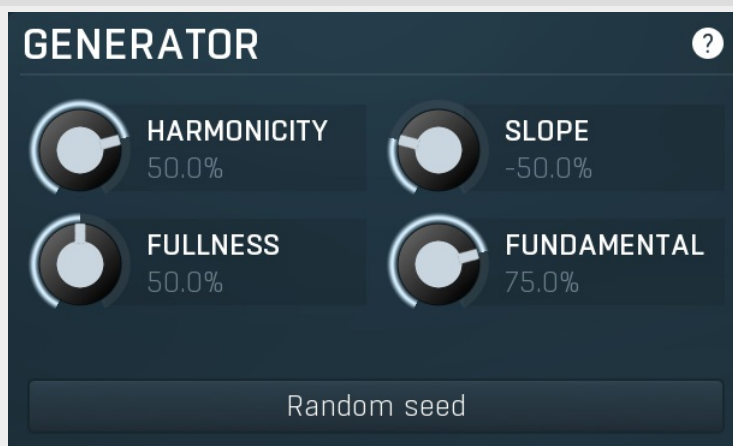 GENERATOR ?
HARMONICITY
50.0%
SLOPE
-50.0%
FULLNESS
50.0%
FUNDAMENTAL
75.0%
Random seed